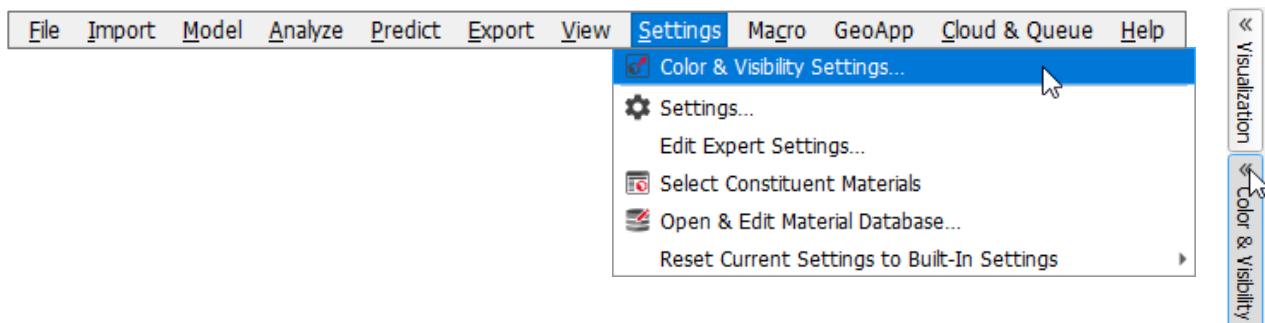 File Import Model Analyze Predict Export View Settings Macro GeoApp Cloud & Queue Help
Color & Visibility Settings...
Settings...
Edit Expert Settings...
Select Constituent Materials
Open & Edit Material Database...
Reset Current Settings to Built-In Settings
Visualization
Color & Visibility